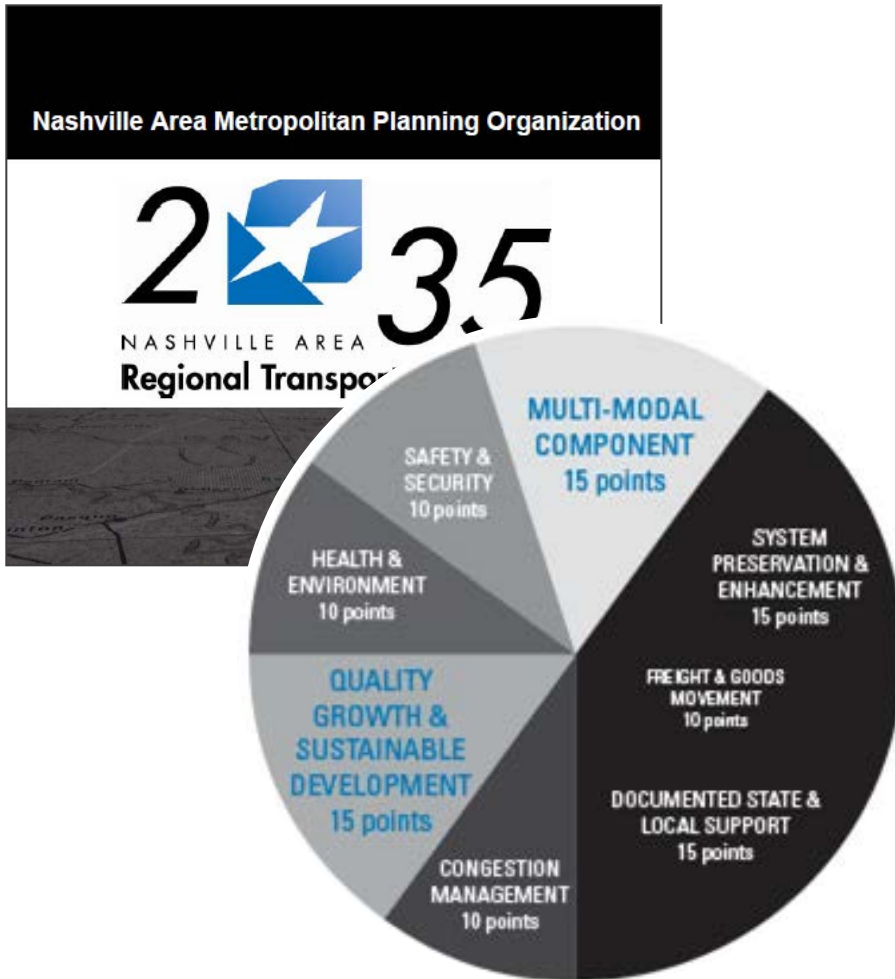 Nashville Area Metropolitan Planning Organization
2035
NASHVILLE AREA
Regional Transpor
MULTI-MODAL
COMPONENT
15 points
SYSTEM
PRESERVATION &
ENHANCEMENT
15 points
FREIGHT & GOODS
MOVEMENT
10 points
DOCUMENTED STATE &
LOCAL SUPPORT
15 points
CONGESTION
MANAGEMENT
10 points
QUALITY
GROWTH &
SUSTAINABLE
DEVELOPMENT
15 points
HEALTH &
ENVIRONMENT
10 points
SAFETY &
SECURITY
10 points